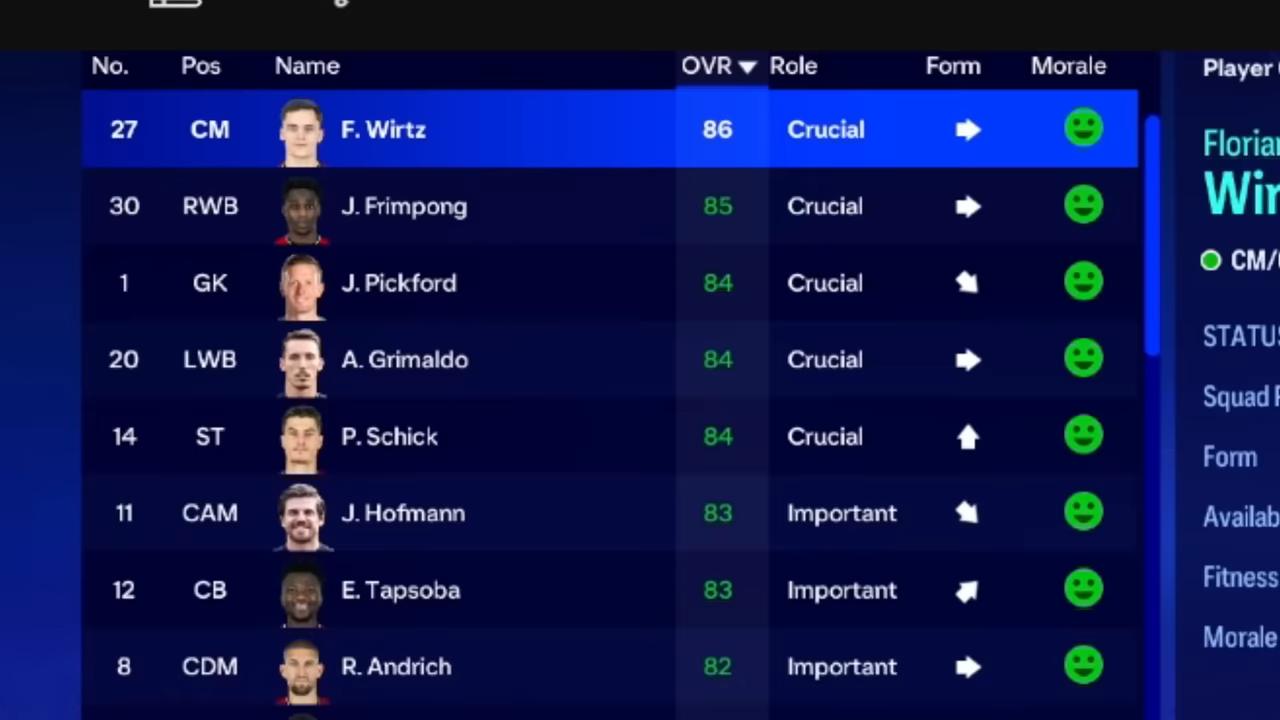 No. Pos Name OVR Role Form Morale
27 CM F. Wirtz 86 Crucial
30 RWB J. Frimpong 85 Crucial
1 GK J. Pickford 84 Crucial
20 LWB A. Grimaldo 84 Crucial
14 ST P. Schick 84 Crucial
11 CAM J. Hofmann 83 Important
12 CB E. Tapsoba 83 Important
8 CDM R. Andrich 82 Important
Player
Florian
Wir
CM/
STATUS
Squad
Form
Availab
Fitness
Morale